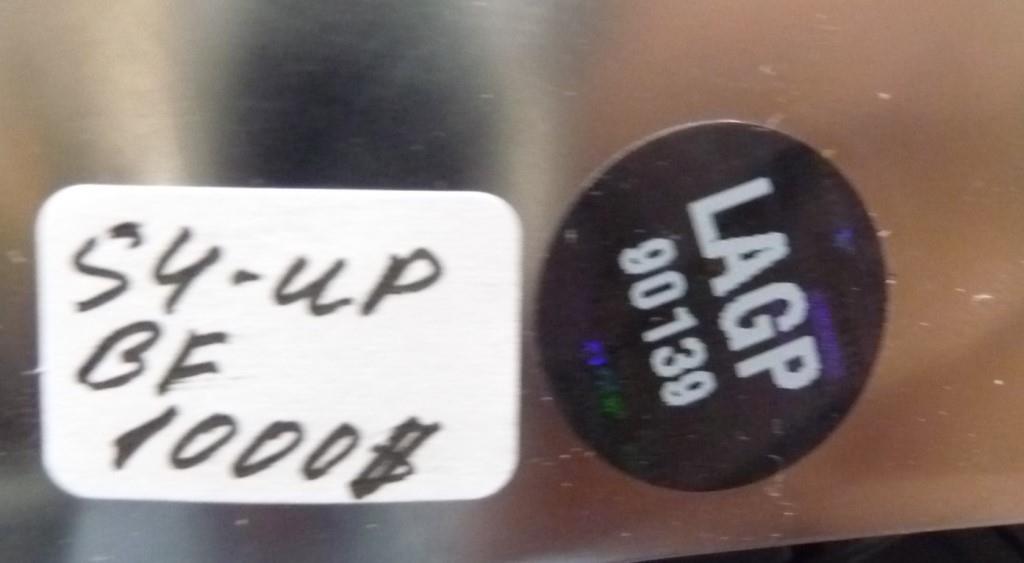 S4-UP
BF
1000$
LAGP
90139